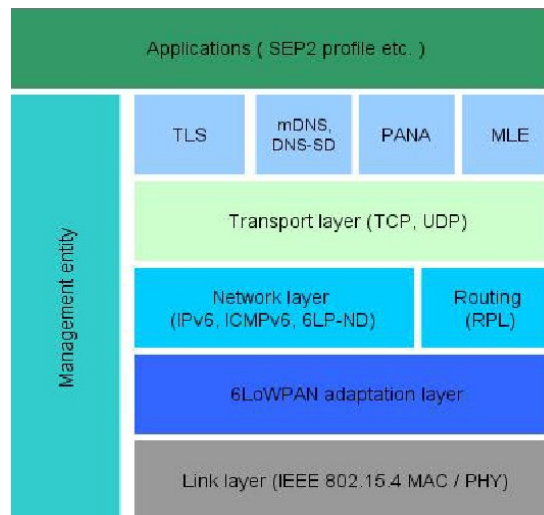 Applications ( SEP2 profile etc. )
TLS
mDNS,
DNS-SD
PANA
MLE
Transport layer (TCP, UDP)
Management entity
Network layer
(IPv6, ICMPv6, 6LP-ND)
Routing
(RPL)
6LoWPAN adaptation layer
Link layer (IEEE 802.15.4 MAC / PHY)